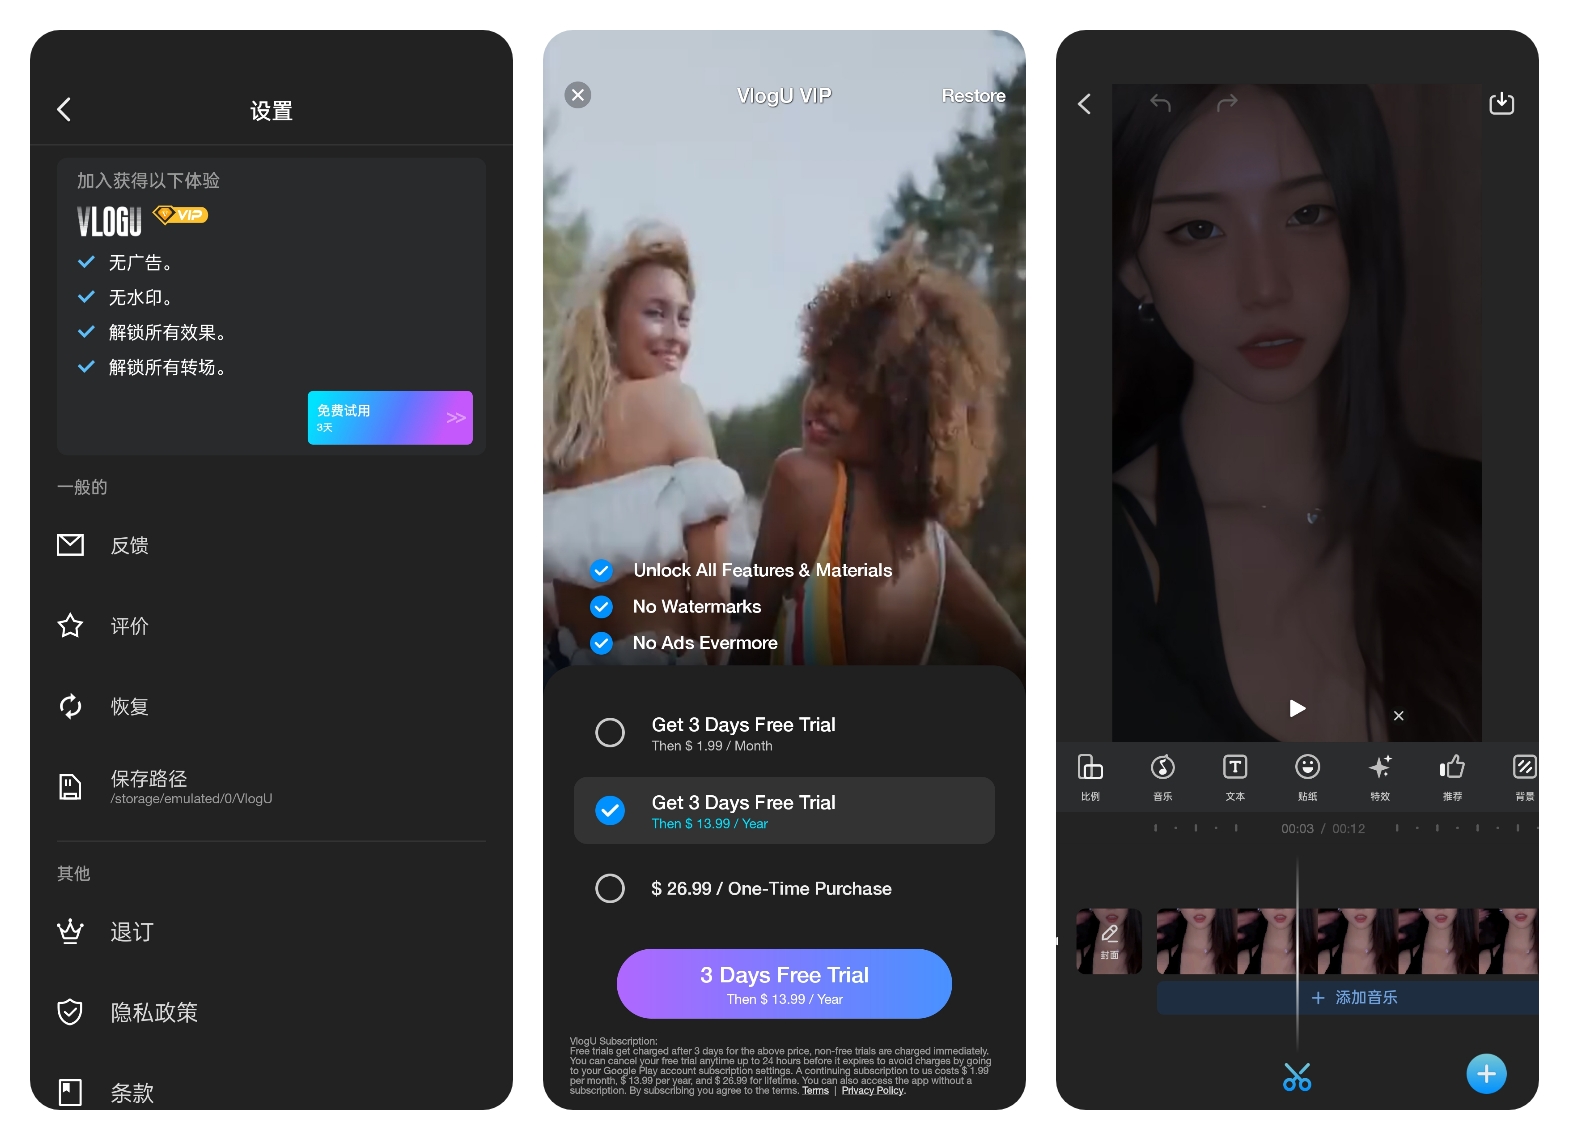 设置
加入获得以下体验
VLOGU VIP
无广告。
无水印。
解锁所有效果。
解锁所有转场。
免费试用
3天
一般的
反馈
评价
恢复
保存路径
/storage/emulated/0/VlogU
其他
退订
隐私政策
条款
VlogU VIP
Restore
Unlock All Features & Materials
No Watermarks
No Ads Evermore
Get 3 Days Free Trial
Then $ 1.99 / Month
Get 3 Days Free Trial
Then $ 13.99 / Year
$ 26.99 / One-Time Purchase
3 Days Free Trial
Then $ 13.99 / Year
VlogU Subscription:
Free trials get charged after 3 days for the above price, non-free trials are charged immediately.
You can cancel your free trial anytime up to 24 hours before it expires to avoid charges by going
to your Google Play account subscription settings. A continuing subscription to us costs $ 1.99
per month, $ 13.99 per year, and $ 26.99 for lifetime. You can also access the app without a
subscription. By subscribing you agree to the terms. Terms | Privacy Policy.
比例
音乐
文本
贴纸
特效
推荐
背景
00:03 / 00:12
封面
+ 添加音乐